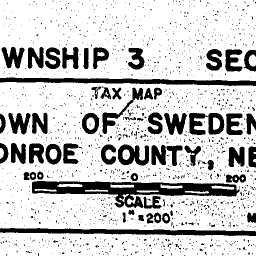 WNSHIP 3 SEC
TAX MAP
OWN OF SWEDEN
ONROE COUNTY, NE
200 0 200
SCALE
1" = 200'
M